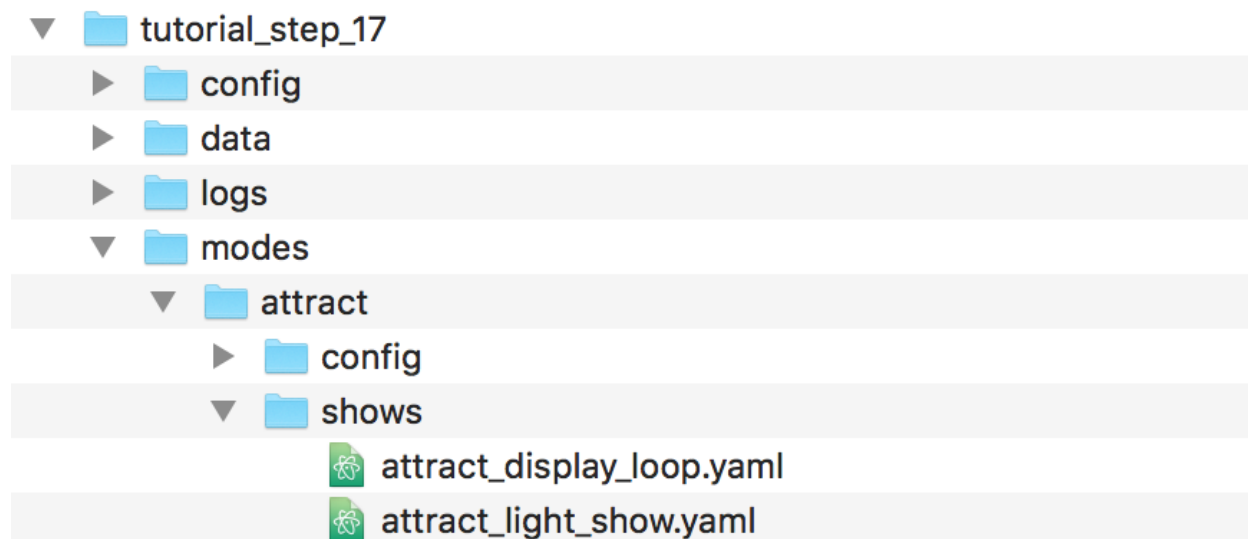 tutorial_step_17
config
data
logs
modes
attract
config
shows
attract_display_loop.yaml
attract_light_show.yaml